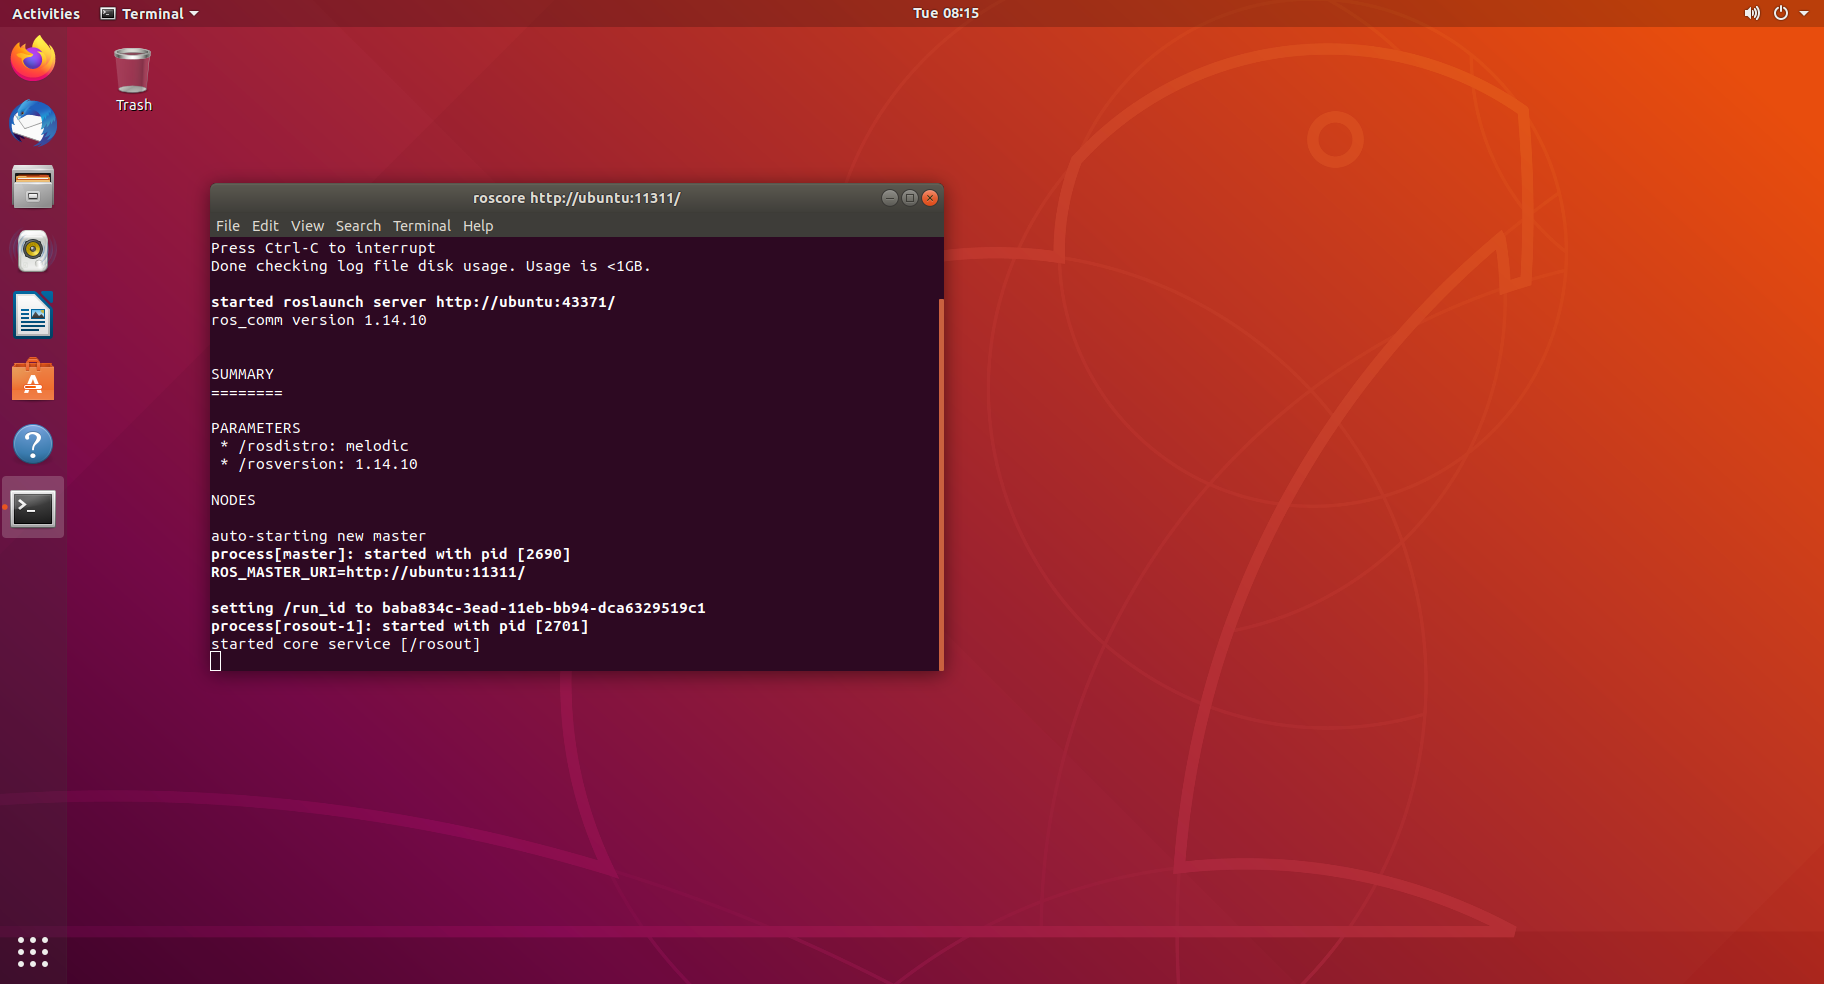 Activities
Terminal
Tue 08:15
Trash
roscore http://ubuntu:11311/
File Edit View Search Terminal Help
Press Ctrl-C to interrupt
Done checking log file disk usage. Usage is <1GB.
started roslaunch server http://ubuntu:43371/
ros_comm version 1.14.10
SUMMARY
========
PARAMETERS
* /rosdistro: melodic
* /rosversion: 1.14.10
NODES
auto-starting new master
process[master]: started with pid [2690]
ROS_MASTER_URI=http://ubuntu:11311/
setting /run_id to baba834c-3ead-11eb-bb94-dca6329519c1
process[rosout-1]: started with pid [2701]
started core service [/rosout]